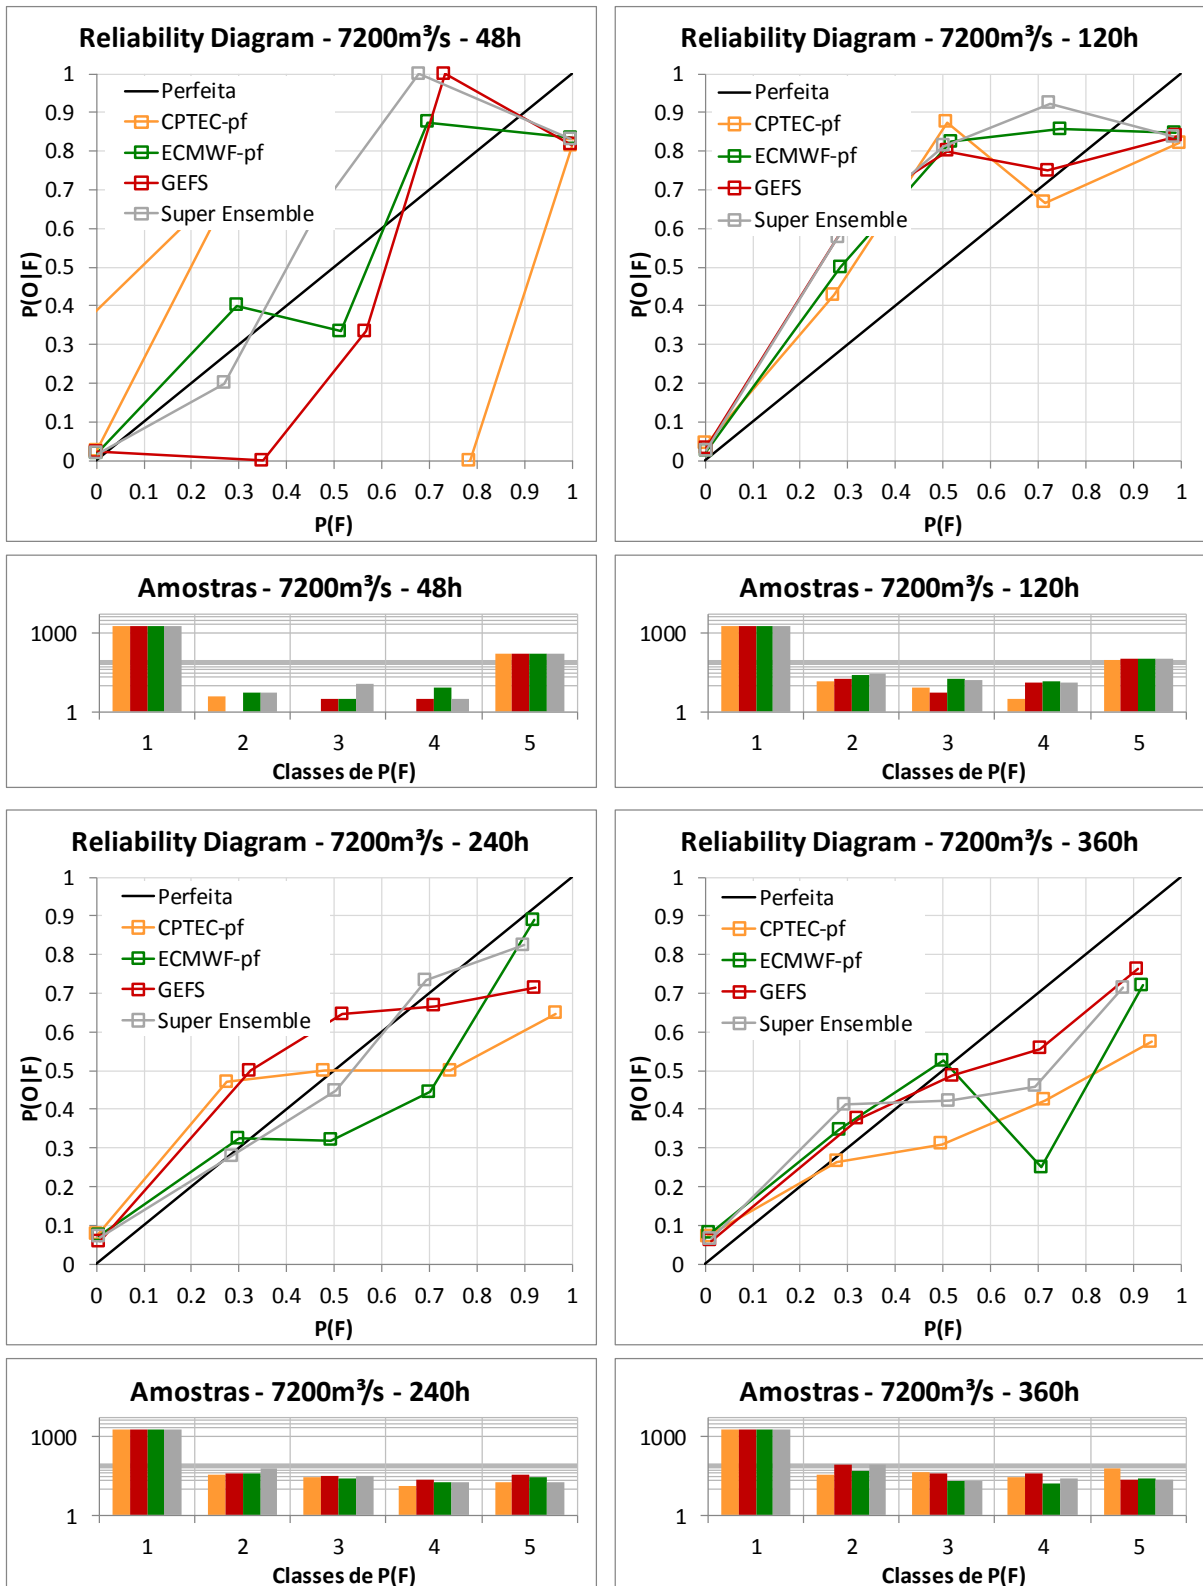 Reliability Diagram - 7200m³/s - 48h
1
0.9
0.8
0.7
0.6
0.5
0.4
0.3
0.2
0.1
0
P(O|F)
Perfeita
CPTEC-pf
ECMWF-pf
GEFS
Super Ensemble
0 0.1 0.2 0.3 0.4 0.5 0.6 0.7 0.8 0.9 1
P(F)
Reliability Diagram - 7200m³/s - 120h
1
0.9
0.8
0.7
0.6
0.5
0.4
0.3
0.2
0.1
0
P(O|F)
Perfeita
CPTEC-pf
ECMWF-pf
GEFS
Super Ensemble
0 0.1 0.2 0.3 0.4 0.5 0.6 0.7 0.8 0.9 1
P(F)
Amostras - 7200m³/s - 48h
1000
1
1 2 3 4 5
Classes de P(F)
Amostras - 7200m³/s - 120h
1000
1
1 2 3 4 5
Classes de P(F)
Reliability Diagram - 7200m³/s - 240h
1
0.9
0.8
0.7
0.6
0.5
0.4
0.3
0.2
0.1
0
P(O|F)
Perfeita
CPTEC-pf
ECMWF-pf
GEFS
Super Ensemble
0 0.1 0.2 0.3 0.4 0.5 0.6 0.7 0.8 0.9 1
P(F)
Reliability Diagram - 7200m³/s - 360h
1
0.9
0.8
0.7
0.6
0.5
0.4
0.3
0.2
0.1
0
P(O|F)
Perfeita
CPTEC-pf
ECMWF-pf
GEFS
Super Ensemble
0 0.1 0.2 0.3 0.4 0.5 0.6 0.7 0.8 0.9 1
P(F)
Amostras - 7200m³/s - 240h
1000
1
1 2 3 4 5
Classes de P(F)
Amostras - 7200m³/s - 360h
1000
1
1 2 3 4 5
Classes de P(F)